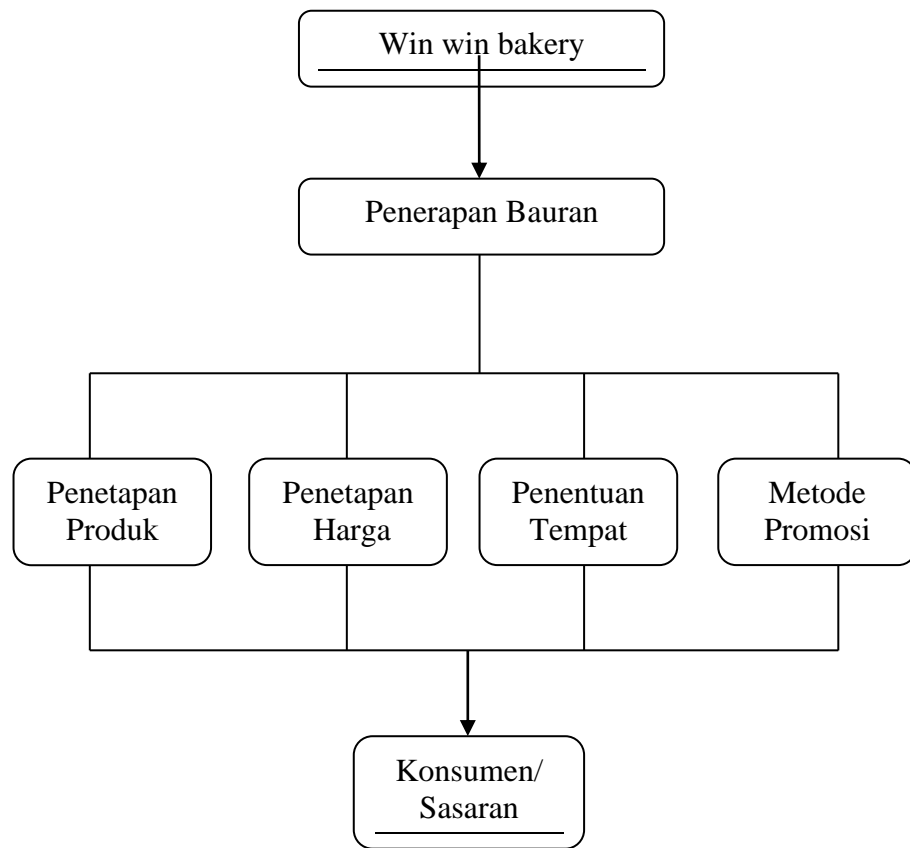 Win win bakery
Penerapan Bauran
Penetapan
Produk
Penetapan
Harga
Penentuan
Tempat
Metode
Promosi
Konsumen/
Sasaran